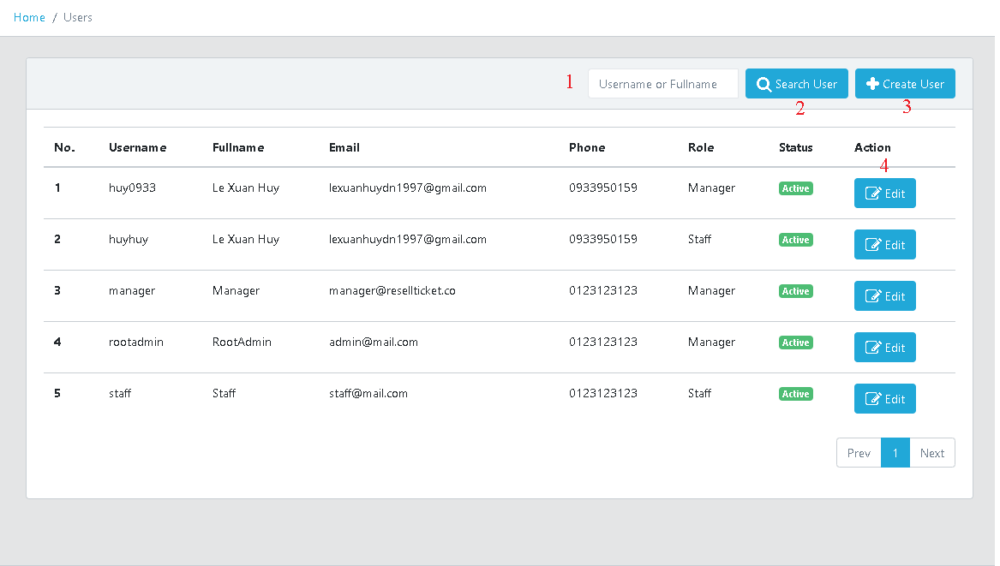 Home / Users
1 Username or Fullname Search User Create User
2 3
No. Username Fullname Email Phone Role Status Action
4
1 huy0933 Le Xuan Huy lexuanhuydn1997@gmail.com 0933950159 Manager Active Edit
2 huyhuy Le Xuan Huy lexuanhuydn1997@gmail.com 0933950159 Staff Active Edit
3 manager Manager manager@resellticket.co 0123123123 Manager Active Edit
4 rootadmin RootAdmin admin@mail.com 0123123123 Manager Active Edit
5 staff Staff staff@mail.com 0123123123 Staff Active Edit
Prev 1 Next